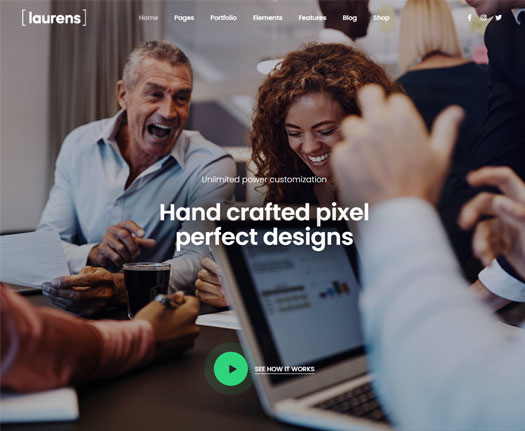 [laurens]
Home Pages Portfolio Elements Features Blog Shop
Unlimited power customization
Hand crafted pixel
perfect designs
SEE HOW IT WORKS